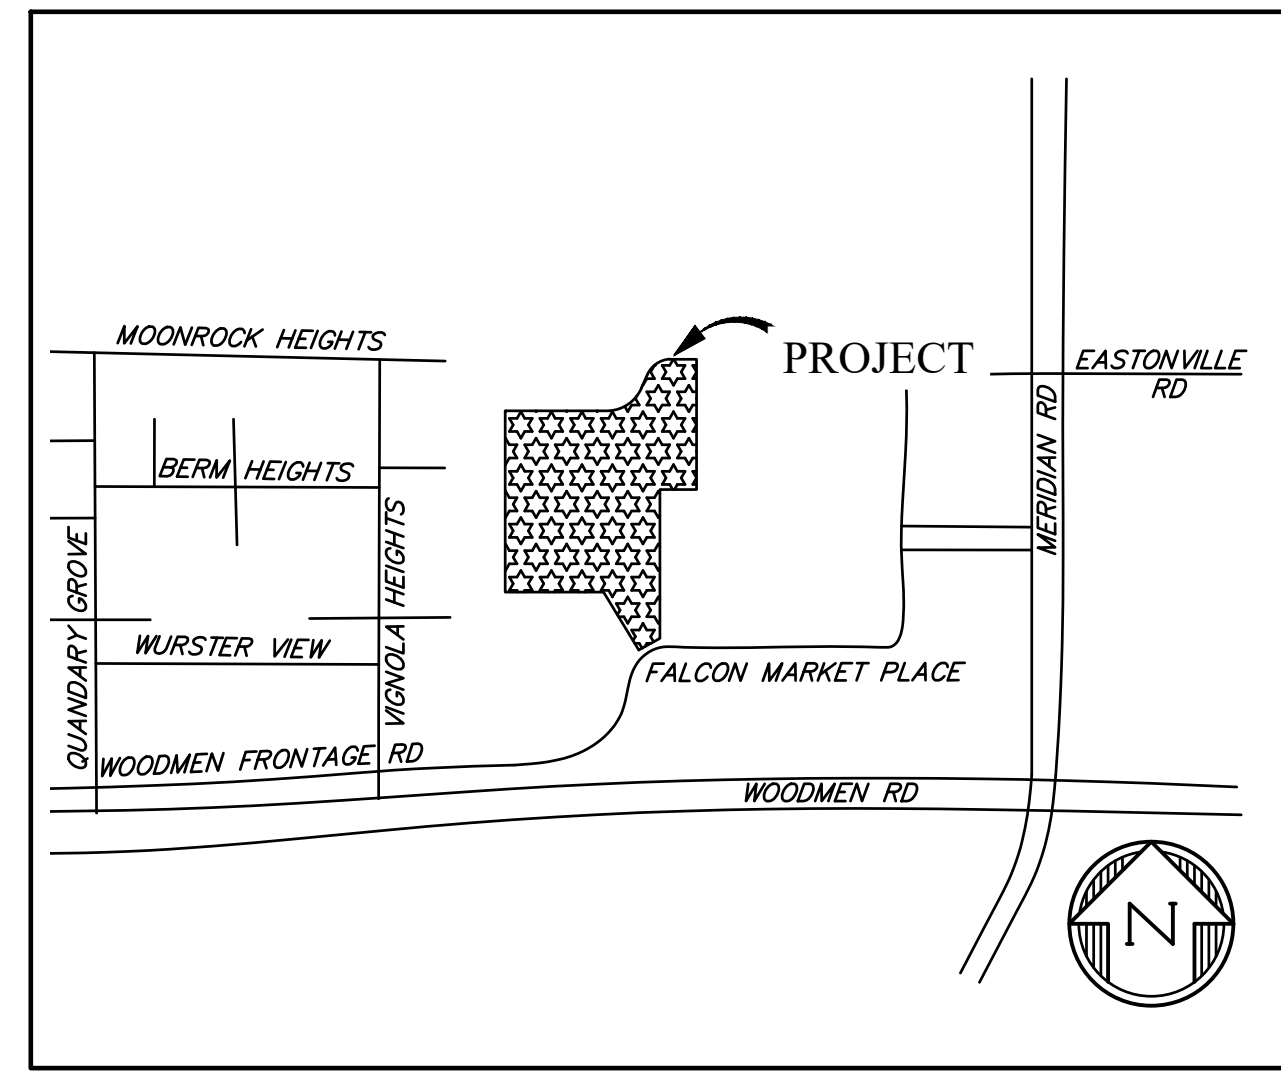 MOONROCK HEIGHTS
PROJECT
EASTONVILLE
RD
MERIDIAN RD
BERM HEIGHTS
QUANDARY GROVE
VIGNOLA HEIGHTS
WURSTER VIEW
FALCON MARKET PLACE
WOODMEN FRONTAGE RD
WOODMEN RD
N